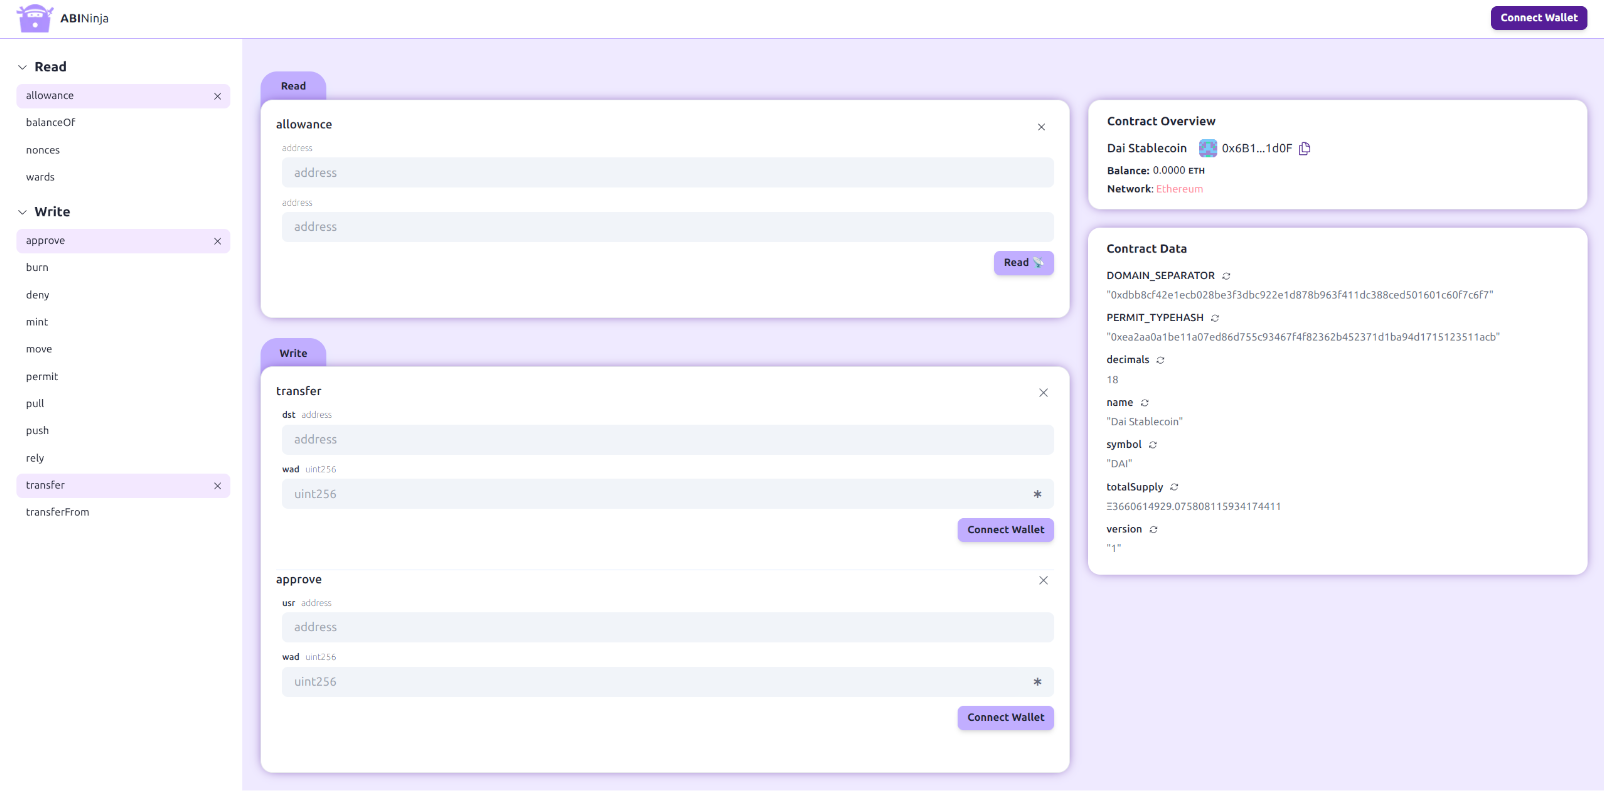 ABINinja
Connect Wallet
Read
allowance
balanceOf
nonces
wards
Write
approve
burn
deny
mint
move
permit
pull
push
rely
transfer
transferFrom
Read
allowance
address
address
address
address
Read
Write
transfer
dst address
address
wad uint256
uint256 *
Connect Wallet
approve
usr address
address
wad uint256
uint256 *
Connect Wallet
Contract Overview
Dai Stablecoin 0x6B1...1d0F
Balance: 0.0000 ETH
Network: Ethereum
Contract Data
DOMAIN_SEPARATOR
"0xdbb8cf42e1ecb028be3f3dbc922e1d878b963f411dc388ced501601c60f7c6f7"
PERMIT_TYPEHASH
"0xea2aa0a1be11a07ed86d755c93467f4f82362b452371d1ba94d1715123511acb"
decimals
18
name
"Dai Stablecoin"
symbol
"DAI"
totalSupply
Ξ3660614929.075808115934174411
version
"1"